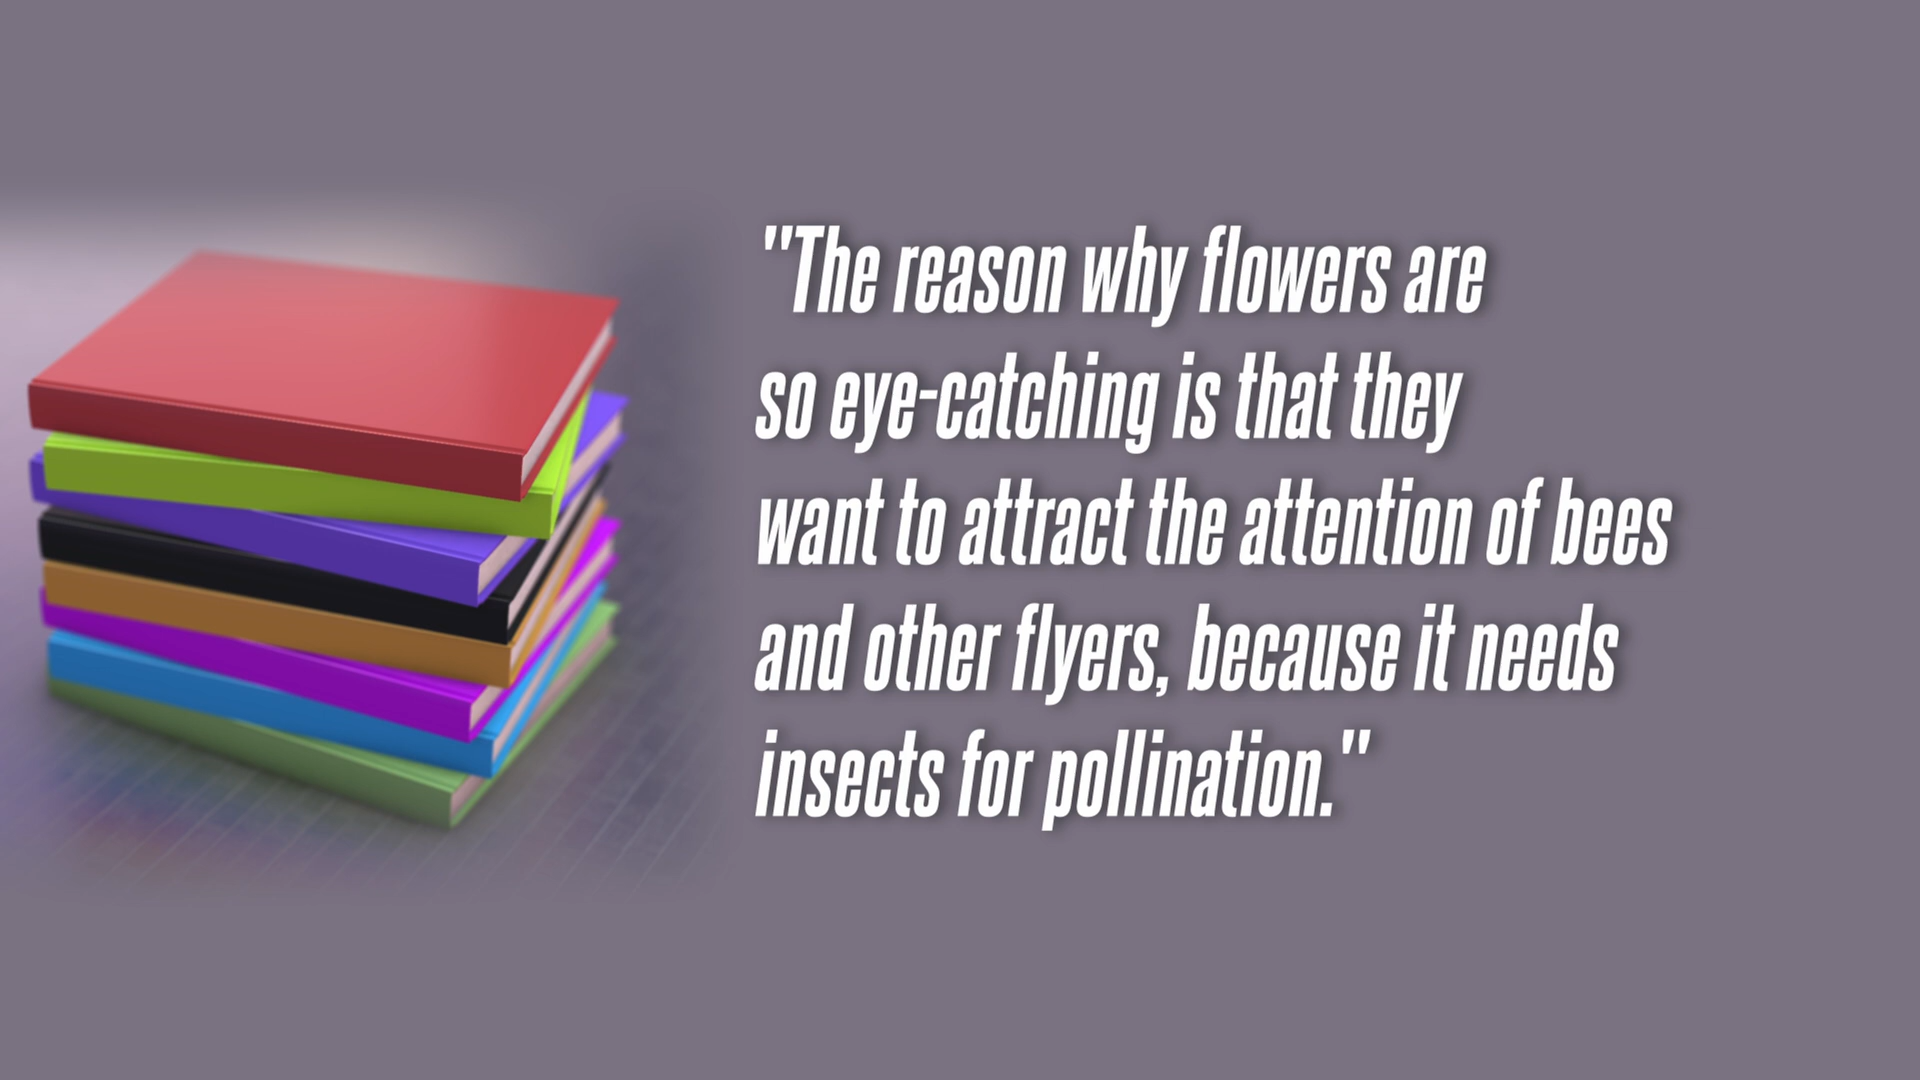 "The reason why flowers are
so eye-catching is that they
want to attract the attention of bees
and other flyers, because it needs
insects for pollination."